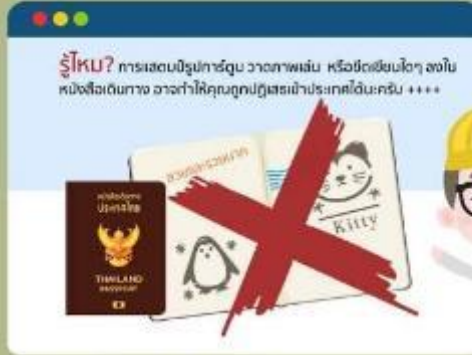 รู้ไหม? การแสตมป์รูปการ์ตูน วาดภาพเล่น หรือขีดเขียนใดๆ ลงใน
หนังสือเดินทาง อาจทำให้คุณถูกปฏิเสธเข้าประเทศได้นะครับ ++++
หนังสือเดินทาง
ประเทศไทย
THAILAND
PASSPORT
Kitty